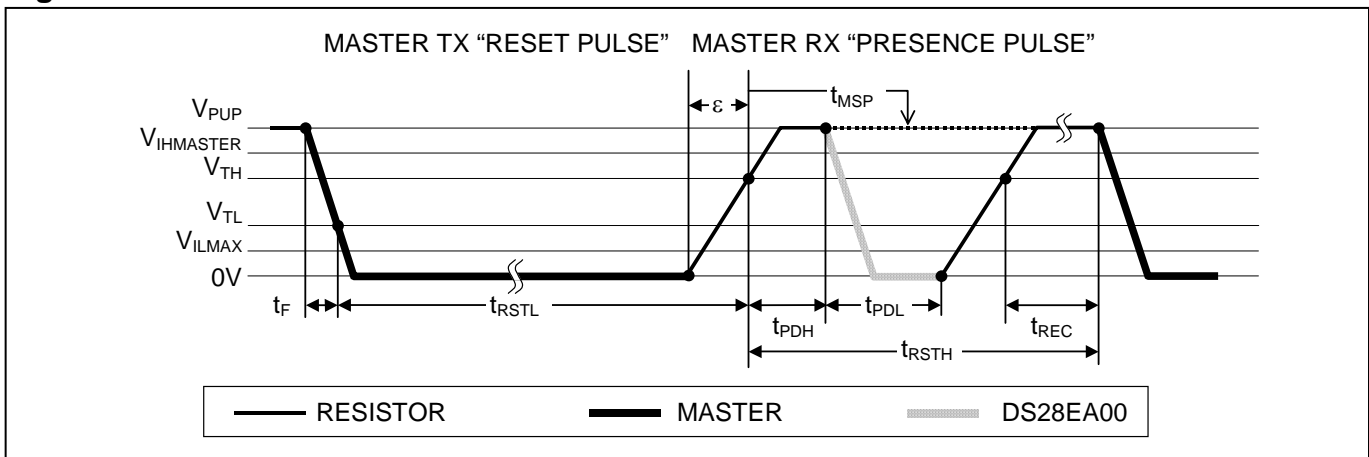 MASTER TX “RESET PULSE” MASTER RX “PRESENCE PULSE”
ε tMSP
VPUP
VIHMASTER
VTH
VTL
VILMAX
0V
tF tRSTL tPDH tPDL tREC
tRSTH
RESISTOR MASTER DS28EA00